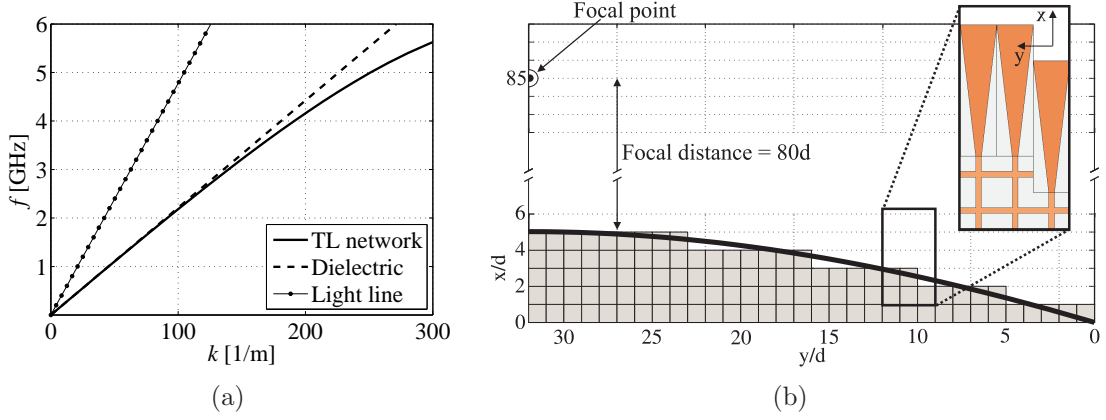 6
5
4
3
2
1
0
100
200
300
f [GHz]
k [1/m]
TL network
Dielectric
Light line
(a)
Focal point
85
Focal distance = 80d
x
y
6
4
2
0
x/d
30
25
20
15
10
5
0
y/d
(b)